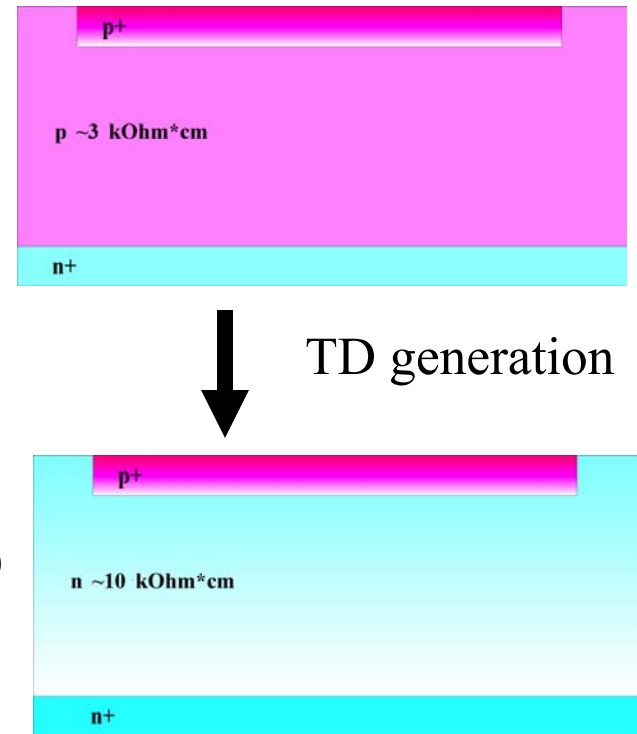 p+
p ~3 kOhm*cm
n+
TD generation
p+
)
n ~10 kOhm*cm
n+